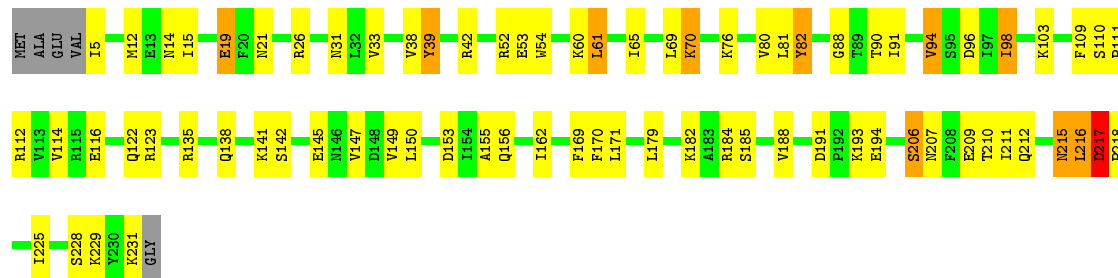 MET ALA GLU VAL I5 M12 E13 N14 I15 E19 F20 N21 R26 N31 L32 V33 V38 Y39 R42 R52 E53 W54 K60 L61 I65 L69 K70 K76 V80 L81 Y82 G88 T89 T90 I91 V94 S95 D96 I97 I98 K103 F109 S110 P111
R112 V113 V114 R115 E116 Q122 R123 R135 Q138 K141 S142 E145 N146 V147 D148 V149 L150 D153 I154 A155 Q156 I162 F169 F170 L171 L179 K182 A183 R184 S185 V188 D191 P192 K193 E194 S206 N207 F208 E209 T210 I211 Q212 N215 L216 D217
I225 S228 K229 Y230 K231 GLY